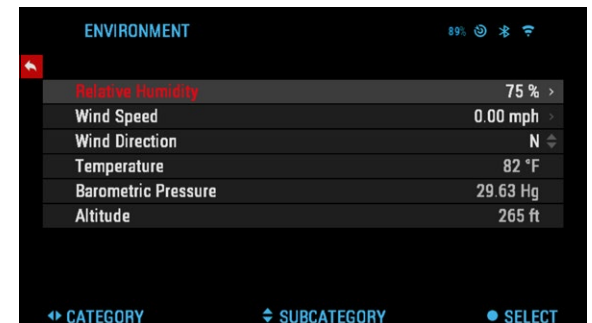 ENVIRONMENT 89%
Relative Humidity 75 %
Wind Speed 0.00 mph
Wind Direction N
Temperature 82 °F
Barometric Pressure 29.63 Hg
Altitude 265 ft
CATEGORY SUBCATEGORY SELECT